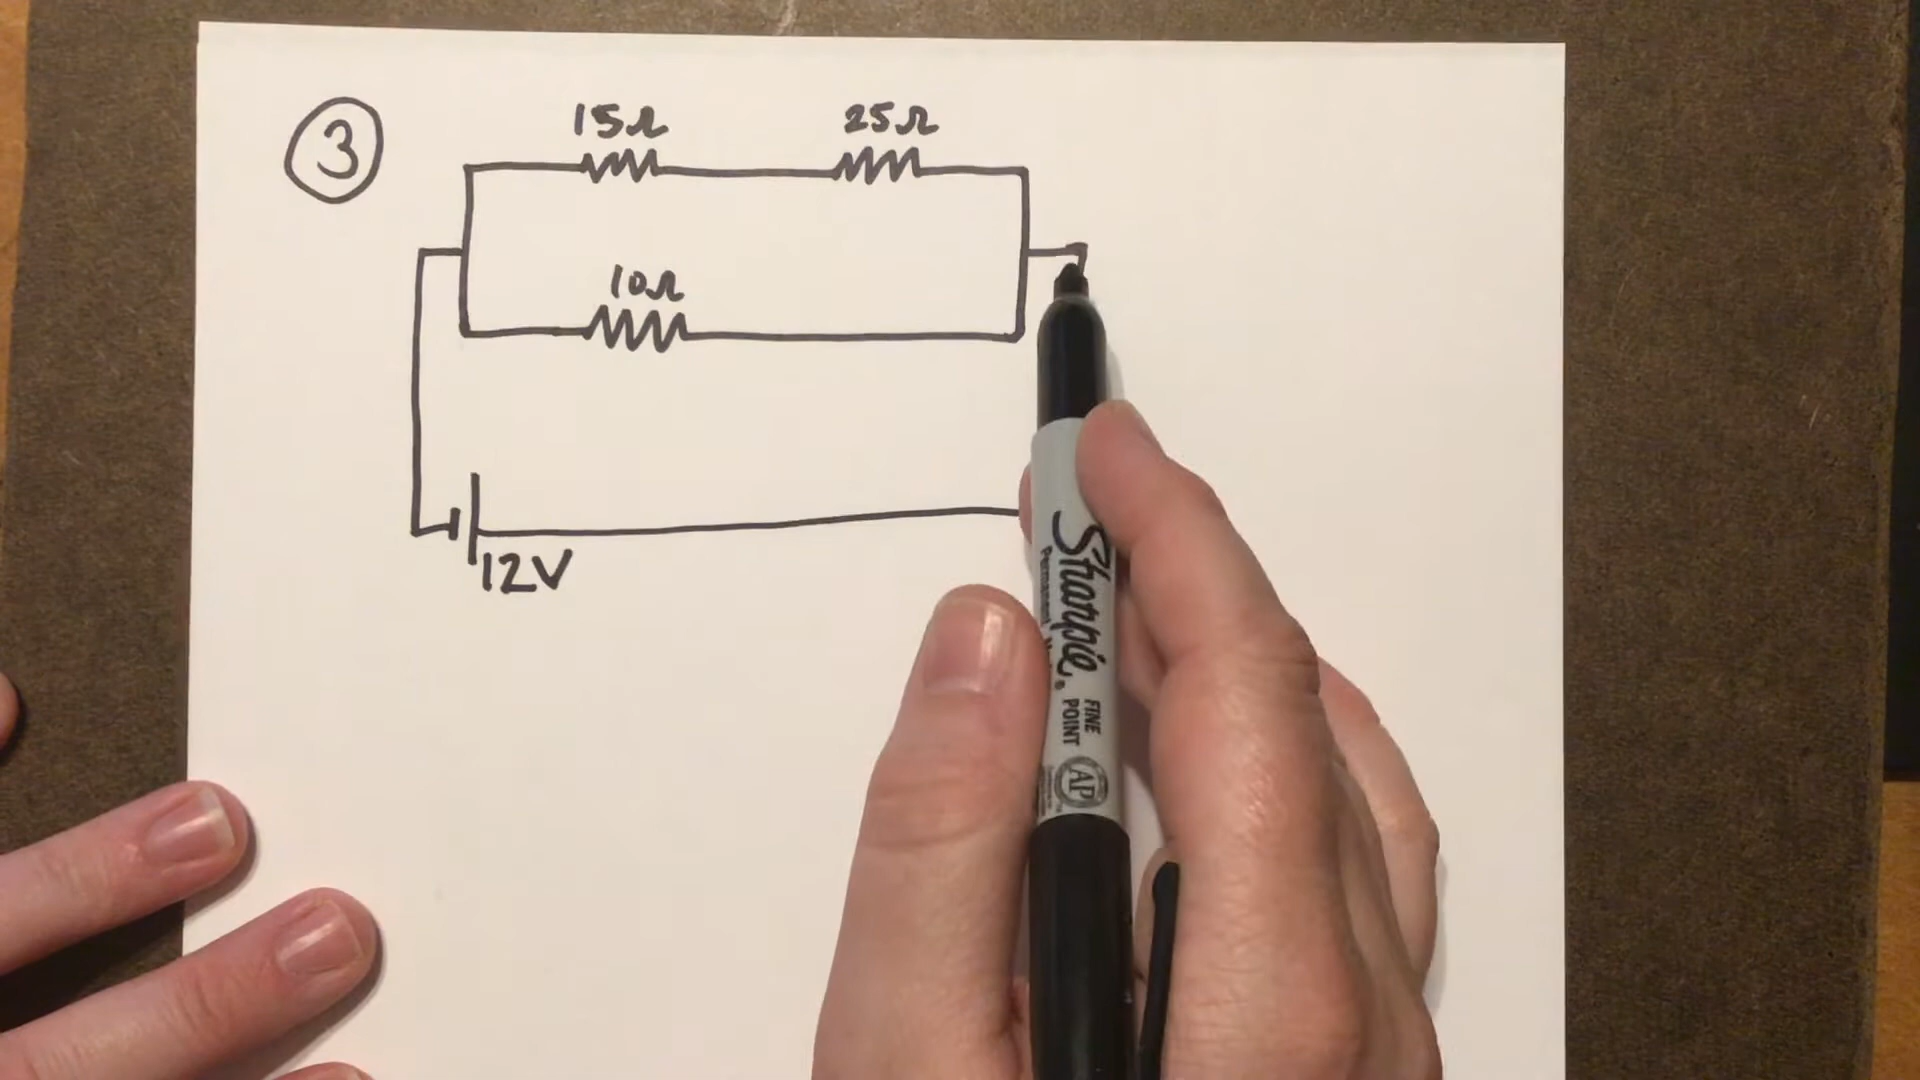 3
15Ω
25Ω
10Ω
12V
Sharpie.
FINE
POINT
AP